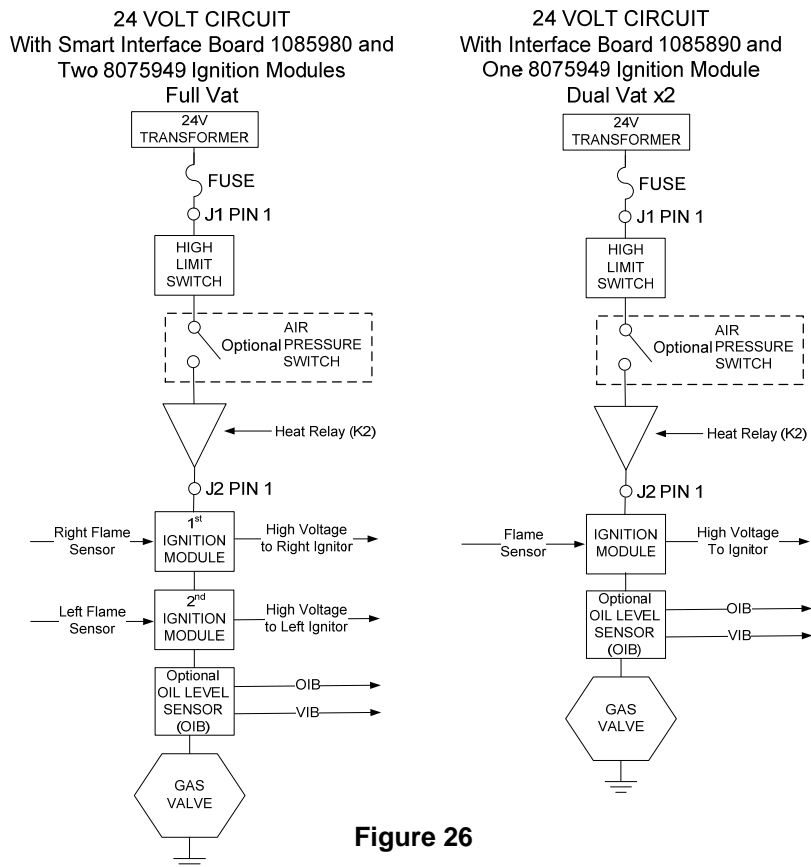 24 VOLT CIRCUIT
With Smart Interface Board 1085980 and
Two 8075949 Ignition Modules
Full Vat
24V
TRANSFORMER
FUSE
J1 PIN 1
HIGH
LIMIT
SWITCH
Optional
AIR
PRESSURE
SWITCH
Heat Relay (K2)
J2 PIN 1
Right Flame
Sensor
1st
IGNITION
MODULE
High Voltage
to Right Ignitor
Left Flame
Sensor
2nd
IGNITION
MODULE
High Voltage
to Left Ignitor
Optional
OIL LEVEL
SENSOR
(OIB)
OIB
VIB
GAS
VALVE
24 VOLT CIRCUIT
With Interface Board 1085890 and
One 8075949 Ignition Module
Dual Vat x2
24V
TRANSFORMER
FUSE
J1 PIN 1
HIGH
LIMIT
SWITCH
Optional
AIR
PRESSURE
SWITCH
Heat Relay (K2)
J2 PIN 1
Flame
Sensor
IGNITION
MODULE
High Voltage
To Ignitor
Optional
OIL LEVEL
SENSOR
(OIB)
OIB
VIB
GAS
VALVE
Figure 26